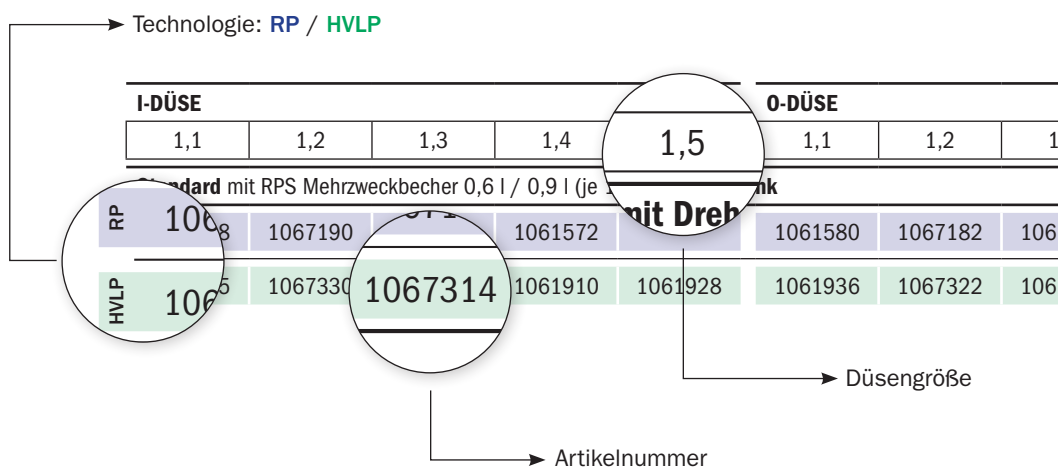 Technologie: RP / HVLP
I-DÜSE O-DÜSE
1,1 1,2 1,3 1,4 1,5 1,1 1,2
mit RPS Mehrzweckbecher 0,6 l / 0,9 l (je
mit Dreh
RP 1067190 1061572 1061580 1067182
HVLP 1067330 1067314 1061910 1061928 1061936 1067322
Düsengröße
Artikelnummer